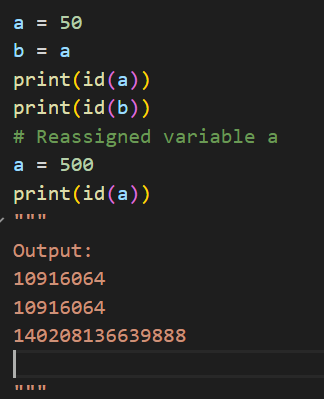 a = 50
b = a
print(id(a))
print(id(b))
# Reassigned variable a
a = 500
print(id(a))
"""
Output:
10916064
10916064
140208136639888
"""